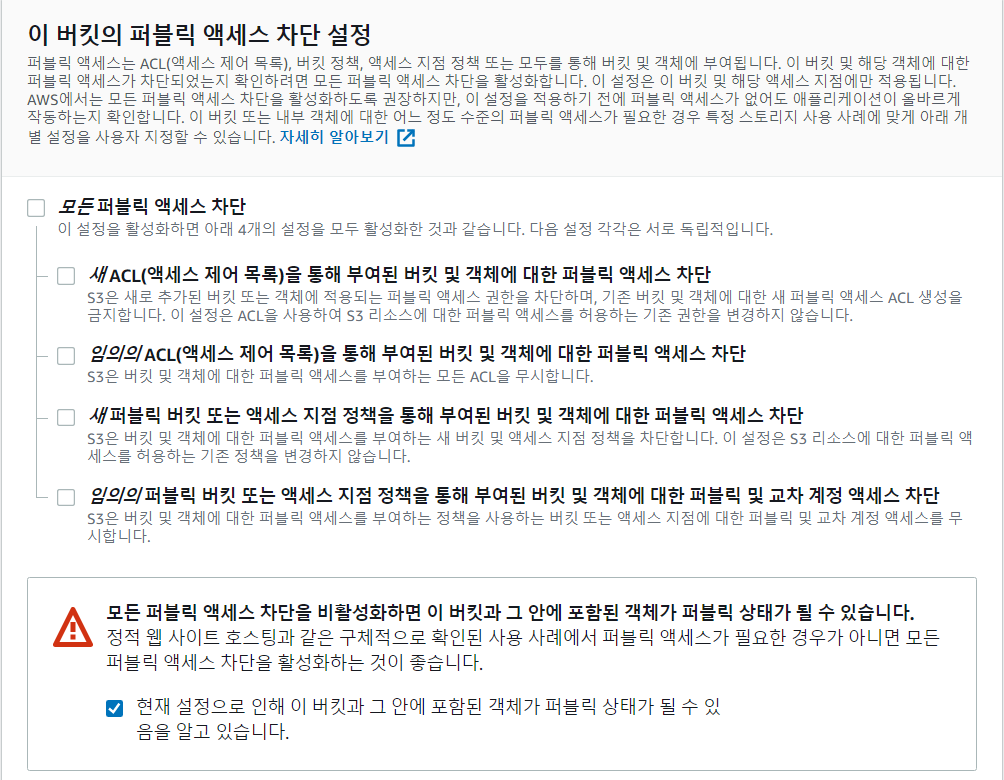 이 버킷의 퍼블릭 액세스 차단 설정
퍼블릭 액세스는 ACL(액세스 제어 목록), 버킷 정책, 액세스 지점 정책 또는 모두를 통해 버킷 및 객체에 부여됩니다. 이 버킷 및 해당 객체에 대한
퍼블릭 액세스가 차단되었는지 확인하려면 모든 퍼블릭 액세스 차단을 활성화합니다. 이 설정은 이 버킷 및 해당 액세스 지점에만 적용됩니다.
AWS에서는 모든 퍼블릭 액세스 차단을 활성화하도록 권장하지만, 이 설정을 적용하기 전에 퍼블릭 액세스가 없어도 애플리케이션이 올바르게
작동하는지 확인합니다. 이 버킷 또는 내부 객체에 대한 어느 정도 수준의 퍼블릭 액세스가 필요한 경우 특정 스토리지 사용 사례에 맞게 아래 개
별 설정을 사용자 지정할 수 있습니다. 자세히 알아보기
모든 퍼블릭 액세스 차단
이 설정을 활성화하면 아래 4개의 설정을 모두 활성화한 것과 같습니다. 다음 설정 각각은 서로 독립적입니다.
새 ACL(액세스 제어 목록)을 통해 부여된 버킷 및 객체에 대한 퍼블릭 액세스 차단
S3은 새로 추가된 버킷 또는 객체에 적용되는 퍼블릭 액세스 권한을 차단하며, 기존 버킷 및 객체에 대한 새 퍼블릭 액세스 ACL 생성을
금지합니다. 이 설정은 ACL을 사용하여 S3 리소스에 대한 퍼블릭 액세스를 허용하는 기존 권한을 변경하지 않습니다.
임의의 ACL(액세스 제어 목록)을 통해 부여된 버킷 및 객체에 대한 퍼블릭 액세스 차단
S3은 버킷 및 객체에 대한 퍼블릭 액세스를 부여하는 모든 ACL을 무시합니다.
새 퍼블릭 버킷 또는 액세스 지점 정책을 통해 부여된 버킷 및 객체에 대한 퍼블릭 액세스 차단
S3은 버킷 및 객체에 대한 퍼블릭 액세스를 부여하는 새 버킷 및 액세스 지점 정책을 차단합니다. 이 설정은 S3 리소스에 대한 퍼블릭 액
세스를 허용하는 기존 정책을 변경하지 않습니다.
임의의 퍼블릭 버킷 또는 액세스 지점 정책을 통해 부여된 버킷 및 객체에 대한 퍼블릭 및 교차 계정 액세스 차단
S3은 버킷 및 객체에 대한 퍼블릭 액세스를 부여하는 정책을 사용하는 버킷 또는 액세스 지점에 대한 퍼블릭 및 교차 계정 액세스를 무
시합니다.
모든 퍼블릭 액세스 차단을 비활성화하면 이 버킷과 그 안에 포함된 객체가 퍼블릭 상태가 될 수 있습니다.
정적 웹 사이트 호스팅과 같은 구체적으로 확인된 사용 사례에서 퍼블릭 액세스가 필요한 경우가 아니면 모든
퍼블릭 액세스 차단을 활성화하는 것이 좋습니다.
현재 설정으로 인해 이 버킷과 그 안에 포함된 객체가 퍼블릭 상태가 될 수 있
음을 알고 있습니다.